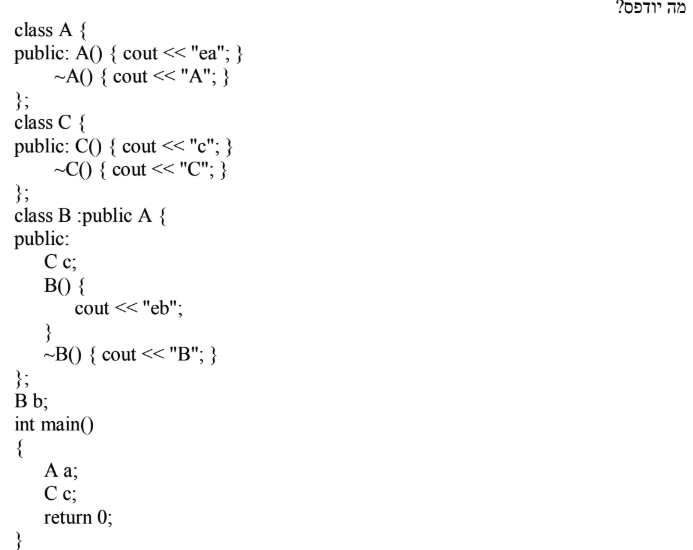 מה יודפס?
class A {
public: A() { cout << "ea"; }
~A() { cout << "A"; }
};
class C {
public: C() { cout << "c"; }
~C() { cout << "C"; }
};
class B :public A {
public:
C c;
B() {
cout << "eb";
}
~B() { cout << "B"; }
};
B b;
int main()
{
A a;
C c;
return 0;
}